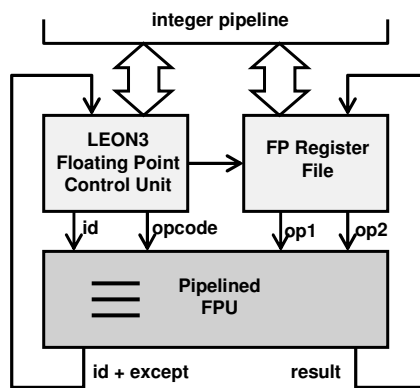 integer pipeline
LEON3
Floating Point
Control Unit
FP Register
File
id
opcode
op1
op2
Pipelined
FPU
id + except
result